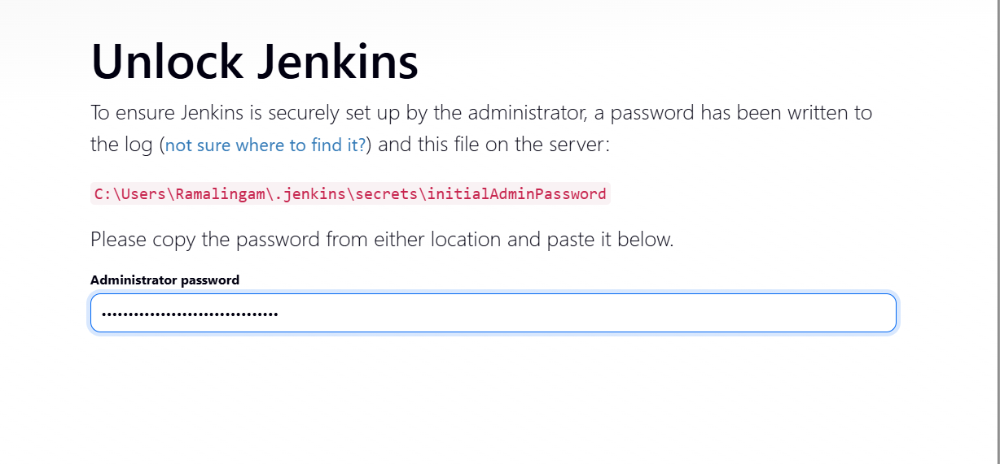 Unlock Jenkins
To ensure Jenkins is securely set up by the administrator, a password has been written to
the log (not sure where to find it?) and this file on the server:
C:\Users\Ramalingam\.jenkins\secrets\initialAdminPassword
Please copy the password from either location and paste it below.
Administrator password
•••••••••••••••••••••••••••••••••